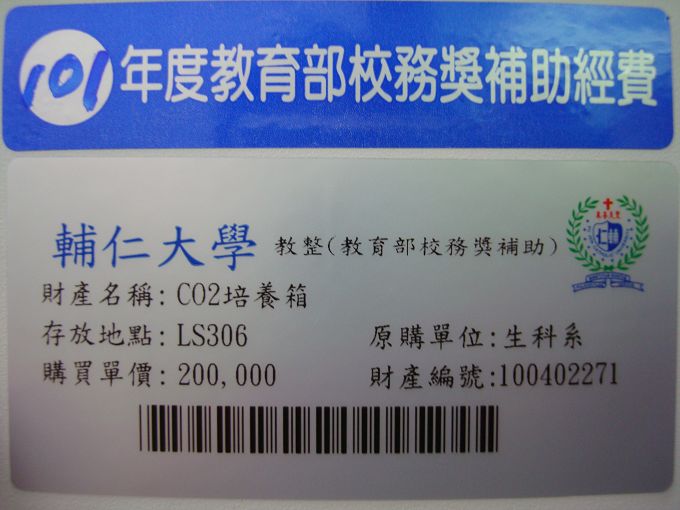 101年度教育部校務獎補助經費
輔仁大學 教整(教育部校務獎補助)
財產名稱: CO2培養箱
存放地點: LS306 原購單位:生科系
購買單價: 200,000 財產編號:100402271